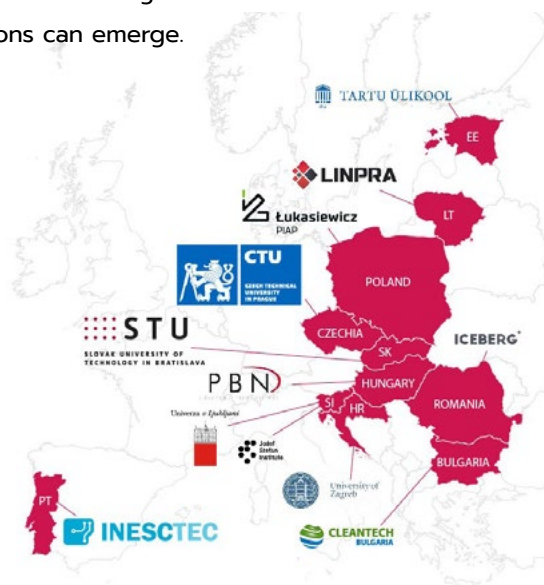 ons can emerge.
TARTU ÜLIKOOL
EE
LINPRA
LT
Łukasiewicz
PIAP
POLAND
CTU
CZECH TECHNICAL
UNIVERSITY
IN PRAGUE
CZECHIA
STU
SLOVAK UNIVERSITY OF
TECHNOLOGY IN BRATISLAVA
SK
ICEBERG+
PBN
HUNGARY
ROMANIA
Univerza v Ljubljani
SI
HR
Jožef
Stefan
Institute
BULGARIA
University of
Zagreb
PT
INESCTEC
CLEANTECH
BULGARIA